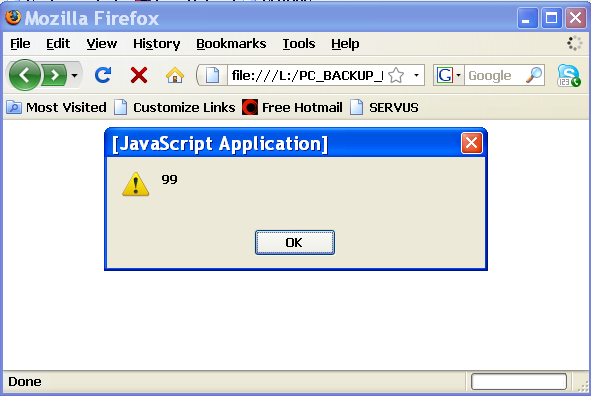 Mozilla Firefox
File Edit View History Bookmarks Tools Help
file:///L:/PC_BACKUP_ G Google S 123
Most Visited Customize Links Free Hotmail SERVUS
[JavaScript Application]
99
OK
Done